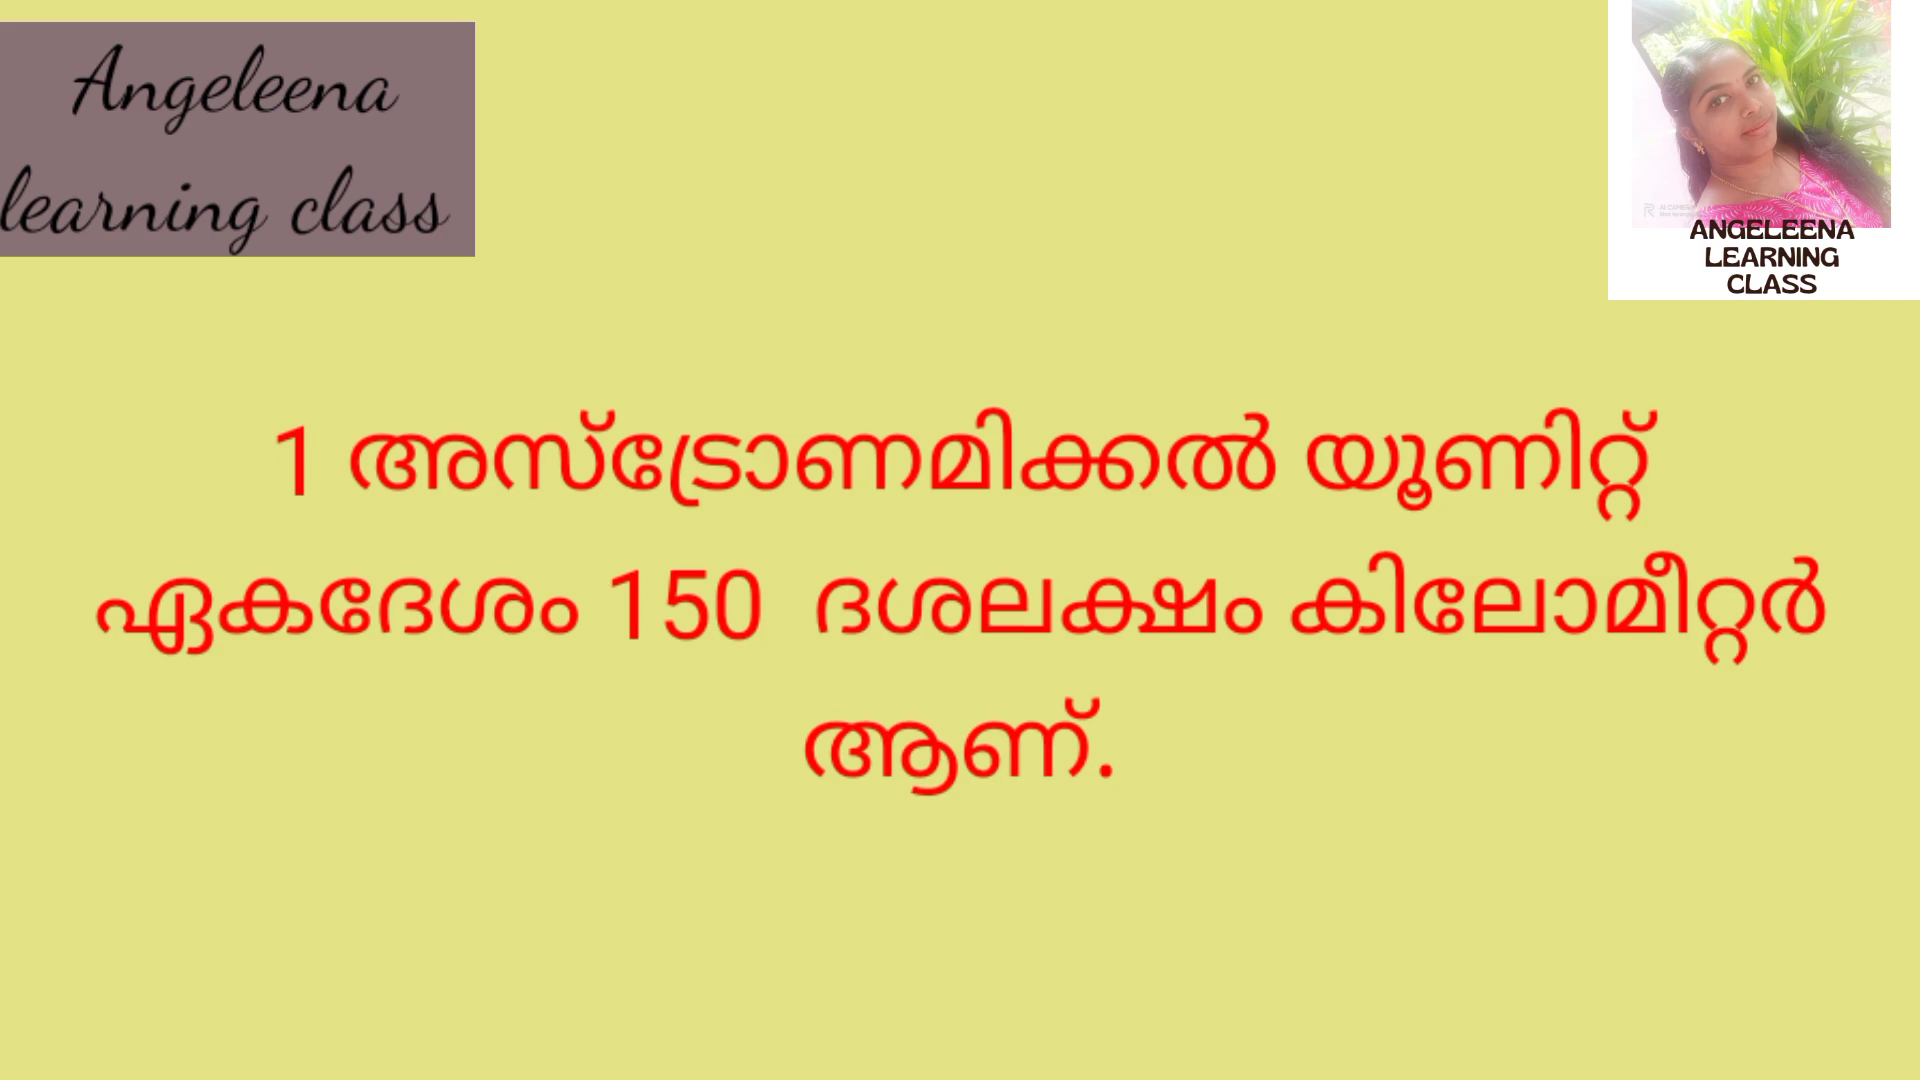 Angeleena
learning class
ANGELEENA
LEARNING
CLASS
1 അസ്ട്രോണമിക്കൽ യൂണിറ്റ്
ഏകദേശം 150 ദശലക്ഷം കിലോമീറ്റർ
ആണ്.